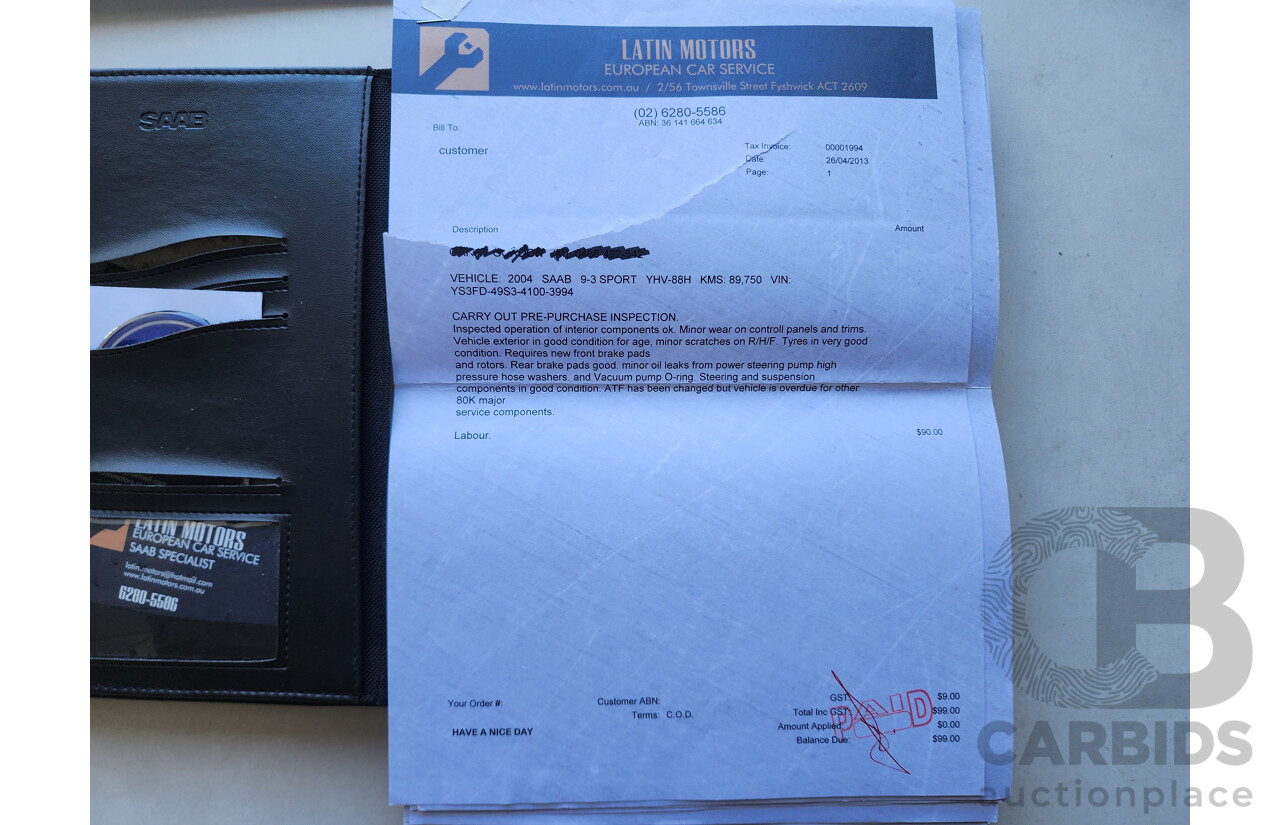 SAAB
LATIN MOTORS
EUROPEAN CAR SERVICE
www.latinmotors.com.au / 2/56 Townsville Street Fyshwick ACT 2609
(02) 6280-5586
ABN: 36 141 664 634
Bill To:
customer
Tax Invoice: 00001994
Date: 26/04/2013
Page: 1
Description Amount
VEHICLE: 2004 SAAB 9-3 SPORT YHV-88H KMS: 89,750 VIN:
YS3FD-49S3-4100-3994
CARRY OUT PRE-PURCHASE INSPECTION.
Inspected operation of interior components ok. Minor wear on controll panels and trims.
Vehicle exterior in good condition for age, minor scratches on R/H/F. Tyres in very good
condition. Requires new front brake pads
and rotors. Rear brake pads good. minor oil leaks from power steering pump high
pressure hose washers. and Vacuum pump O-ring. Steering and suspension
components in good condition. ATF has been changed but vehicle is overdue for other
80K major
service components.
Labour. $90.00
Your Order #: Customer ABN:
Terms: C.O.D.
HAVE A NICE DAY
GST: $9.00
Total Inc GST: $99.00
Amount Applied: $0.00
Balance Due: $99.00
PAID
LATIN MOTORS
EUROPEAN CAR SERVICE
SAAB SPECIALIST
latinmotors@hotmail.com
www.latinmotors.com.au
6280-5586
CB
CARBIDS
auctionplace